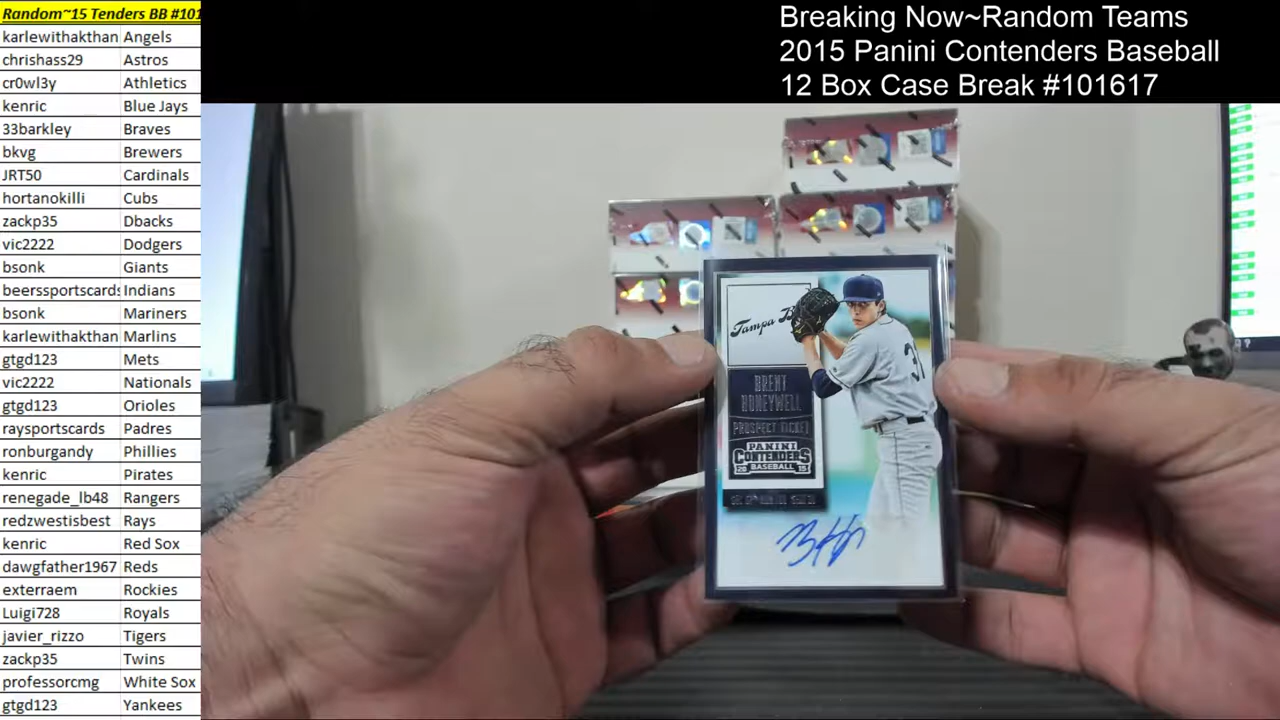 Random~15 Tenders BB #101
karlewithakthan Angels
chrishass29 Astros
cr0wl3y Athletics
kenric Blue Jays
33barkley Braves
bkvg Brewers
JRT50 Cardinals
hortanokilli Cubs
zackp35 Dbacks
vic2222 Dodgers
bsonk Giants
beerssportscards Indians
bsonk Mariners
karlewithakthan Marlins
gtgd123 Mets
vic2222 Nationals
gtgd123 Orioles
raysportscards Padres
ronburgandy Phillies
kenric Pirates
renegade_lb48 Rangers
redzwestisbest Rays
kenric Red Sox
dawgfather1967 Reds
exterraem Rockies
Luigi728 Royals
javier_rizzo Tigers
zackp35 Twins
professorcmg White Sox
gtgd123 Yankees
Breaking Now~Random Teams
2015 Panini Contenders Baseball
12 Box Case Break #101617
Tampa B
BRENT
HONEYWELL
PROSPECT TICKET
PANINI
CONTENDERS
20 BASEBALL 15
31